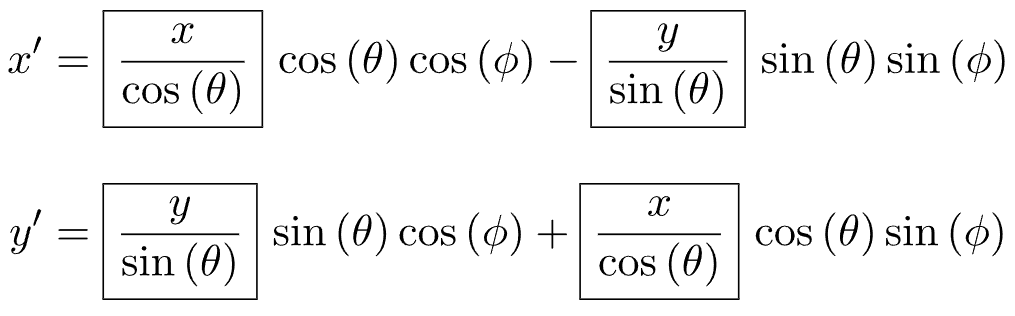 x′ = x/cos (θ) cos (θ) cos (ϕ) − y/sin (θ) sin (θ) sin (ϕ)
y′ = y/sin (θ) sin (θ) cos (ϕ) + x/cos (θ) cos (θ) sin (ϕ)